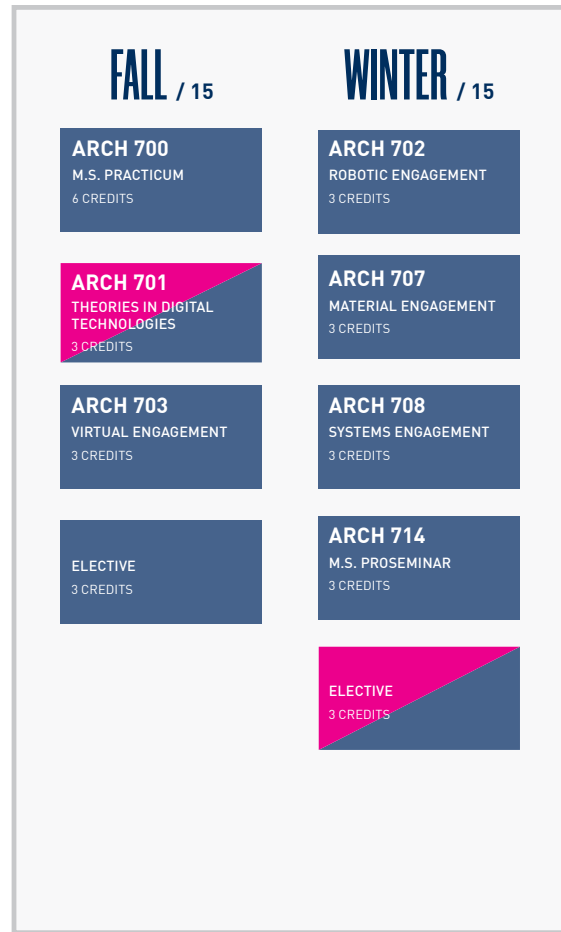 FALL / 15
ARCH 700
M.S. PRACTICUM
6 CREDITS
ARCH 701
THEORIES IN DIGITAL
TECHNOLOGIES
3 CREDITS
ARCH 703
VIRTUAL ENGAGEMENT
3 CREDITS
ELECTIVE
3 CREDITS
WINTER / 15
ARCH 702
ROBOTIC ENGAGEMENT
3 CREDITS
ARCH 707
MATERIAL ENGAGEMENT
3 CREDITS
ARCH 708
SYSTEMS ENGAGEMENT
3 CREDITS
ARCH 714
M.S. PROSEMINAR
3 CREDITS
ELECTIVE
3 CREDITS